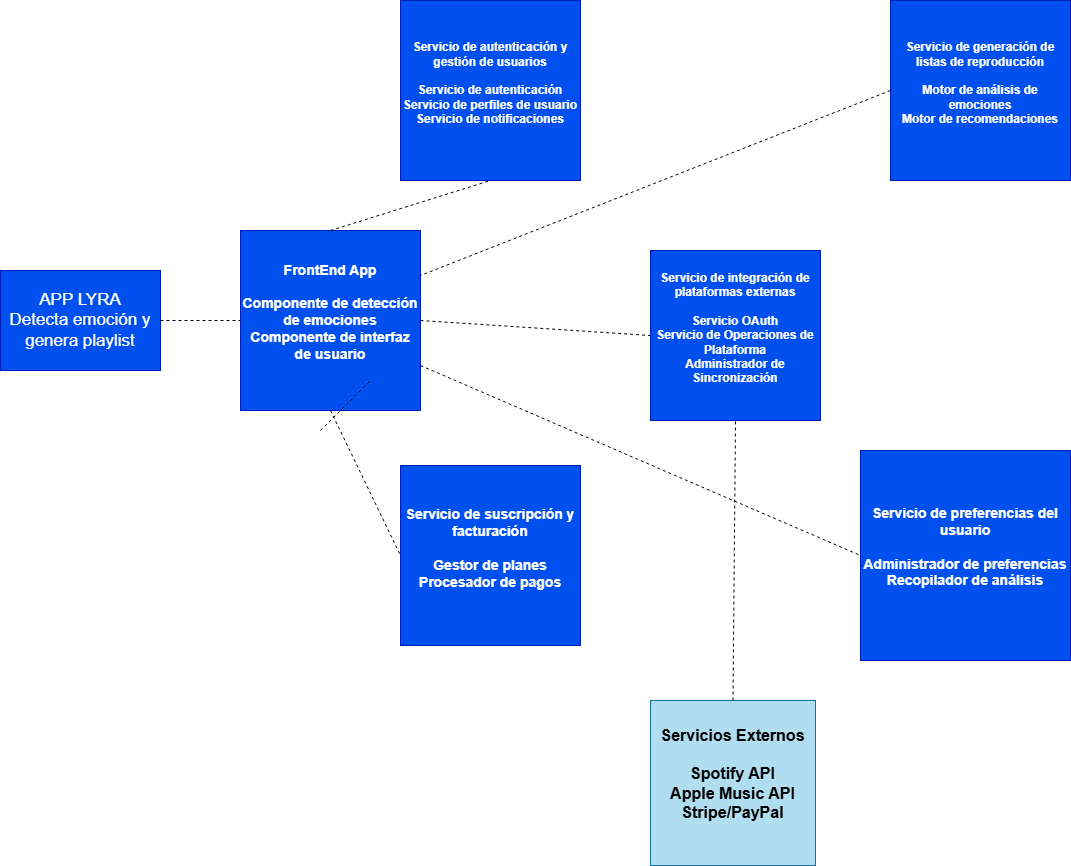 Servicio de autenticación y
gestión de usuarios
Servicio de autenticación
Servicio de perfiles de usuario
Servicio de notificaciones
Servicio de generación de
listas de reproducción
Motor de análisis de
emociones
Motor de recomendaciones
APP LYRA
Detecta emoción y
genera playlist
FrontEnd App
Componente de detección
de emociones
Componente de interfaz
de usuario
Servicio de integración de
plataformas externas
Servicio OAuth
Servicio de Operaciones de
Plataforma
Administrador de
Sincronización
Servicio de suscripción y
facturación
Gestor de planes
Procesador de pagos
Servicio de preferencias del
usuario
Administrador de preferencias
Recopilador de análisis
Servicios Externos
Spotify API
Apple Music API
Stripe/PayPal